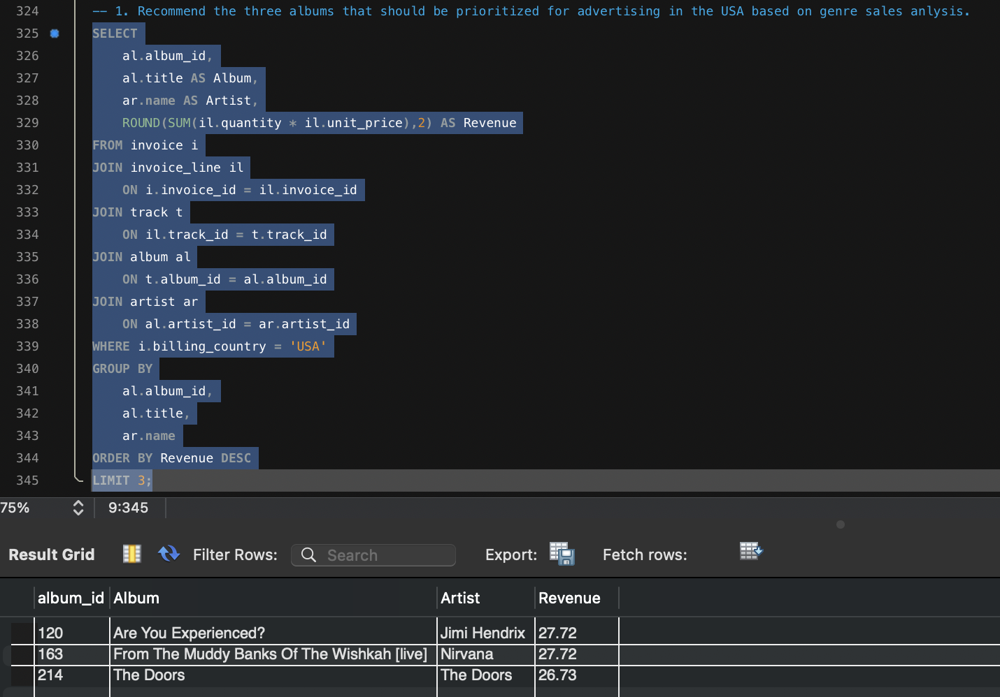 324 -- 1. Recommend the three albums that should be prioritized for advertising in the USA based on genre sales anlysis.
325 SELECT
326 al.album_id,
327 al.title AS Album,
328 ar.name AS Artist,
329 ROUND(SUM(il.quantity * il.unit_price),2) AS Revenue
330 FROM invoice i
331 JOIN invoice_line il
332 ON i.invoice_id = il.invoice_id
333 JOIN track t
334 ON il.track_id = t.track_id
335 JOIN album al
336 ON t.album_id = al.album_id
337 JOIN artist ar
338 ON al.artist_id = ar.artist_id
339 WHERE i.billing_country = 'USA'
340 GROUP BY
341 al.album_id,
342 al.title,
343 ar.name
344 ORDER BY Revenue DESC
345 LIMIT 3;
75% 9:345
Result Grid Filter Rows: Search Export: Fetch rows:
album_id Album Artist Revenue
120 Are You Experienced? Jimi Hendrix 27.72
163 From The Muddy Banks Of The Wishkah [live] Nirvana 27.72
214 The Doors The Doors 26.73